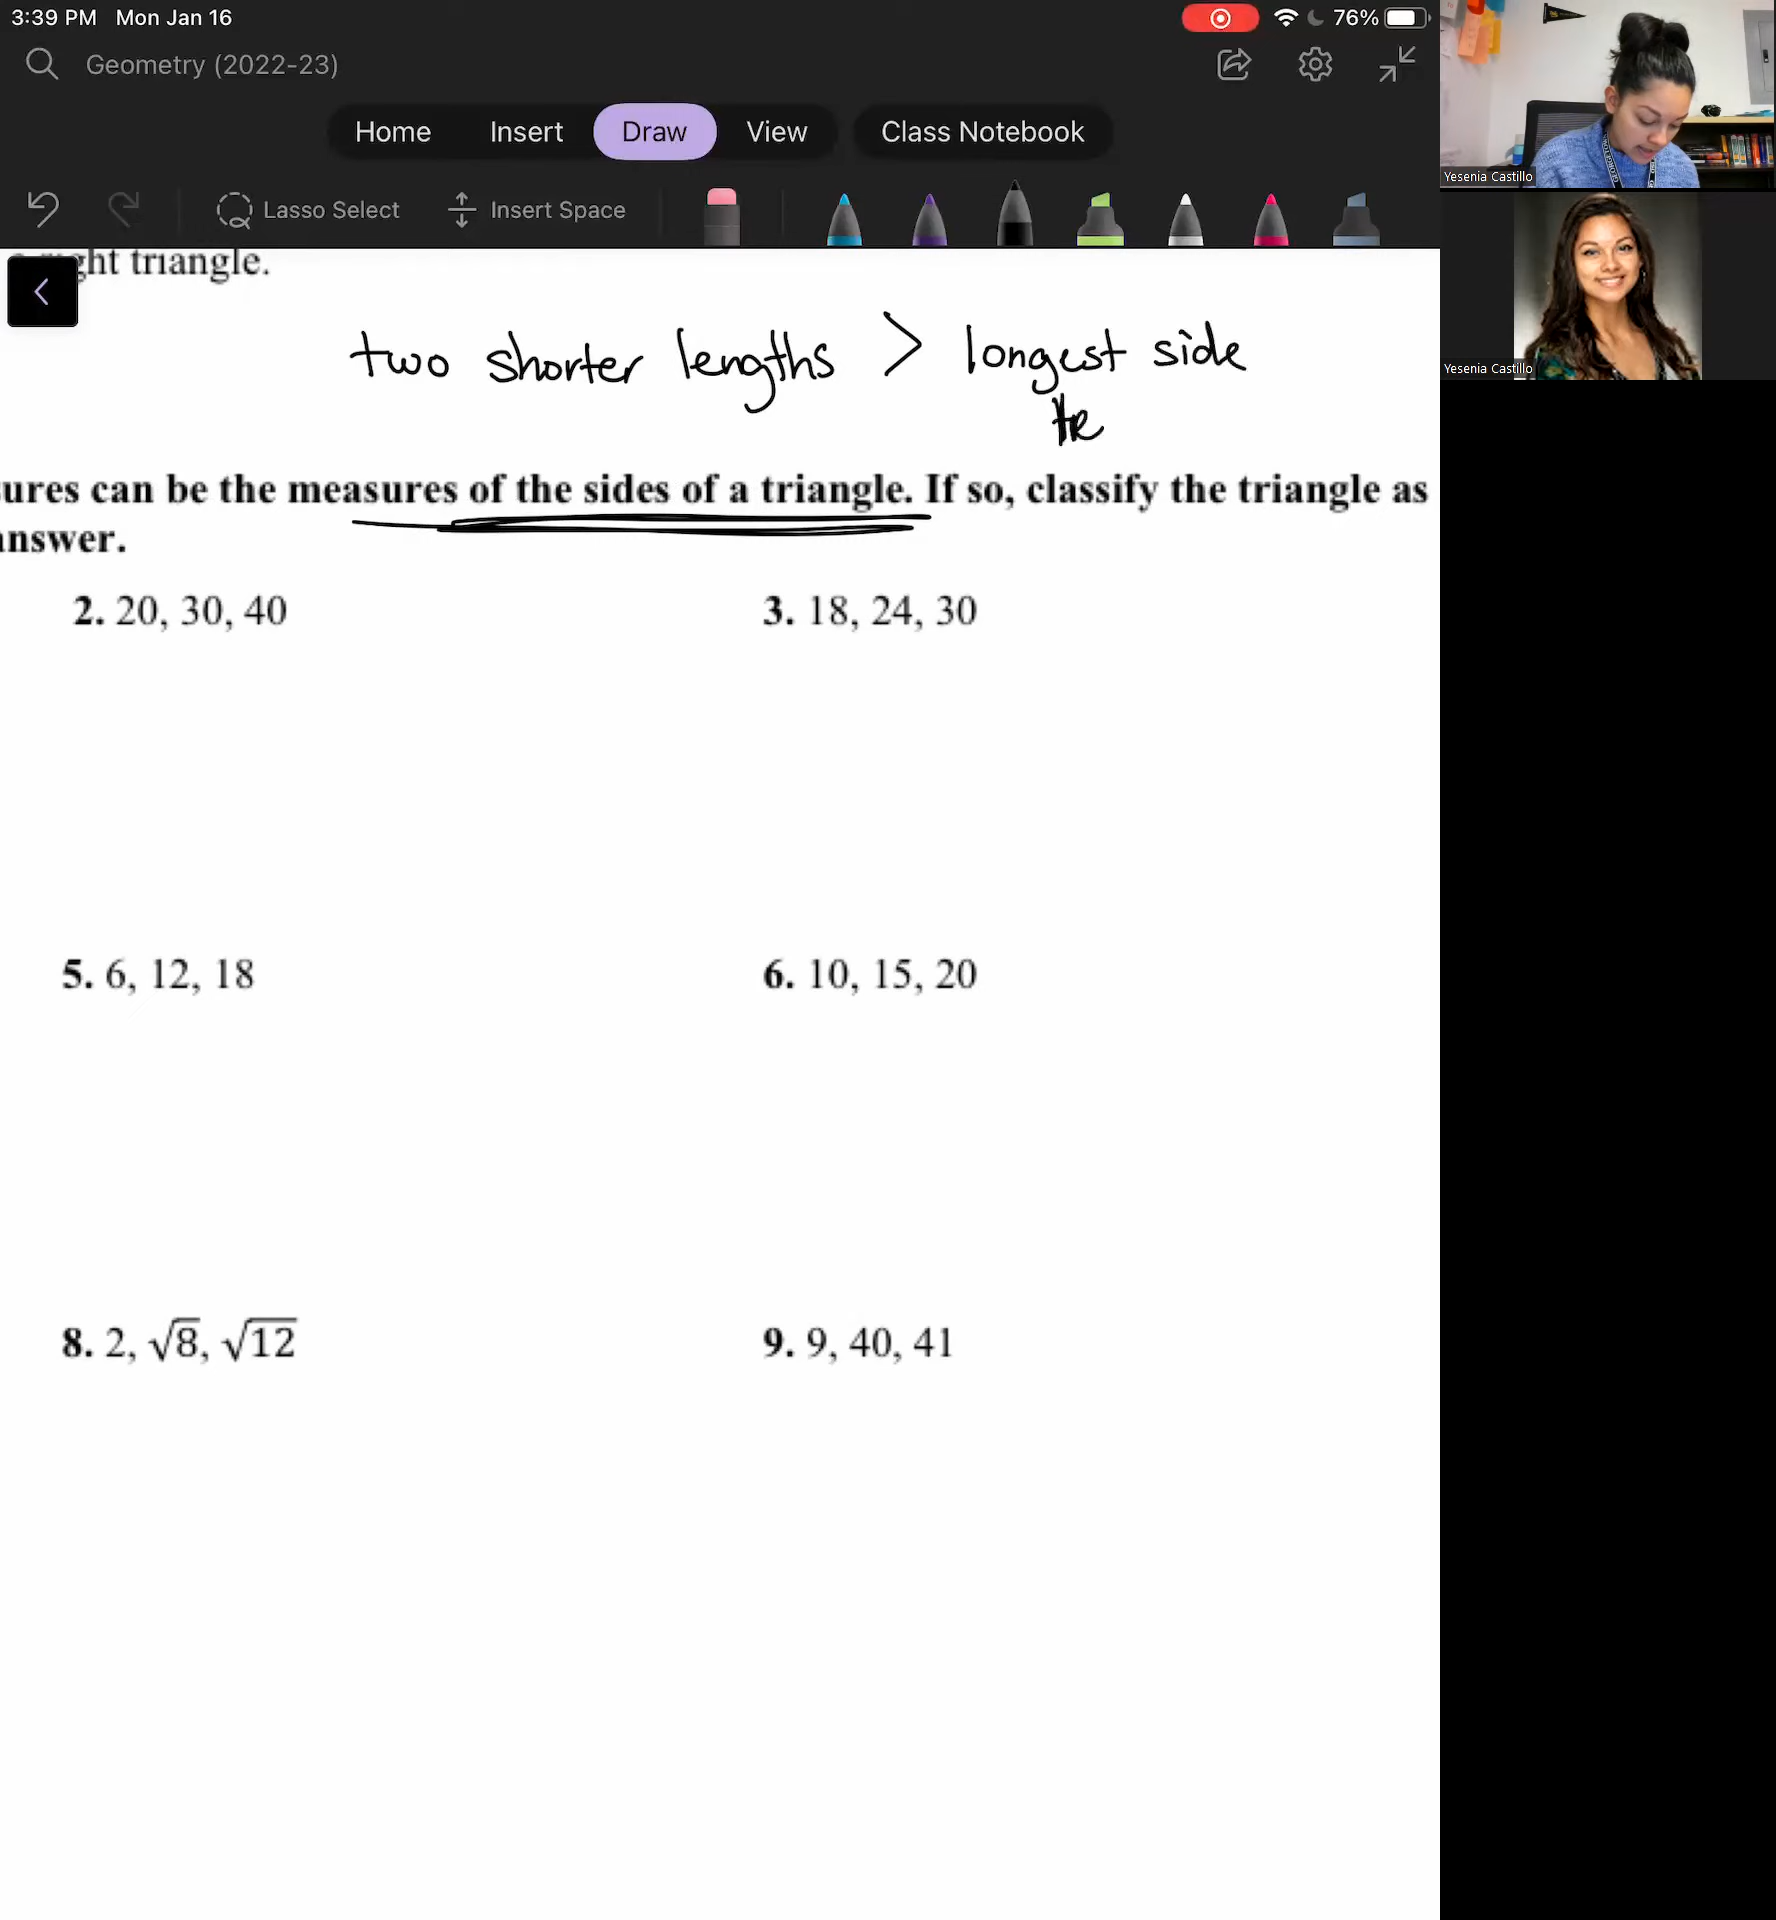 3:39 PM Mon Jan 16
76%
Geometry (2022-23)
Home Insert Draw View Class Notebook
Lasso Select Insert Space
Yesenia Castillo
Yesenia Castillo
ght triangle.
two shorter lengths > longest side
the
sures can be the measures of the sides of a triangle. If so, classify the triangle as
answer.
2. 20, 30, 40 3. 18, 24, 30
5. 6, 12, 18 6. 10, 15, 20
8. 2, √8, √12 9. 9, 40, 41